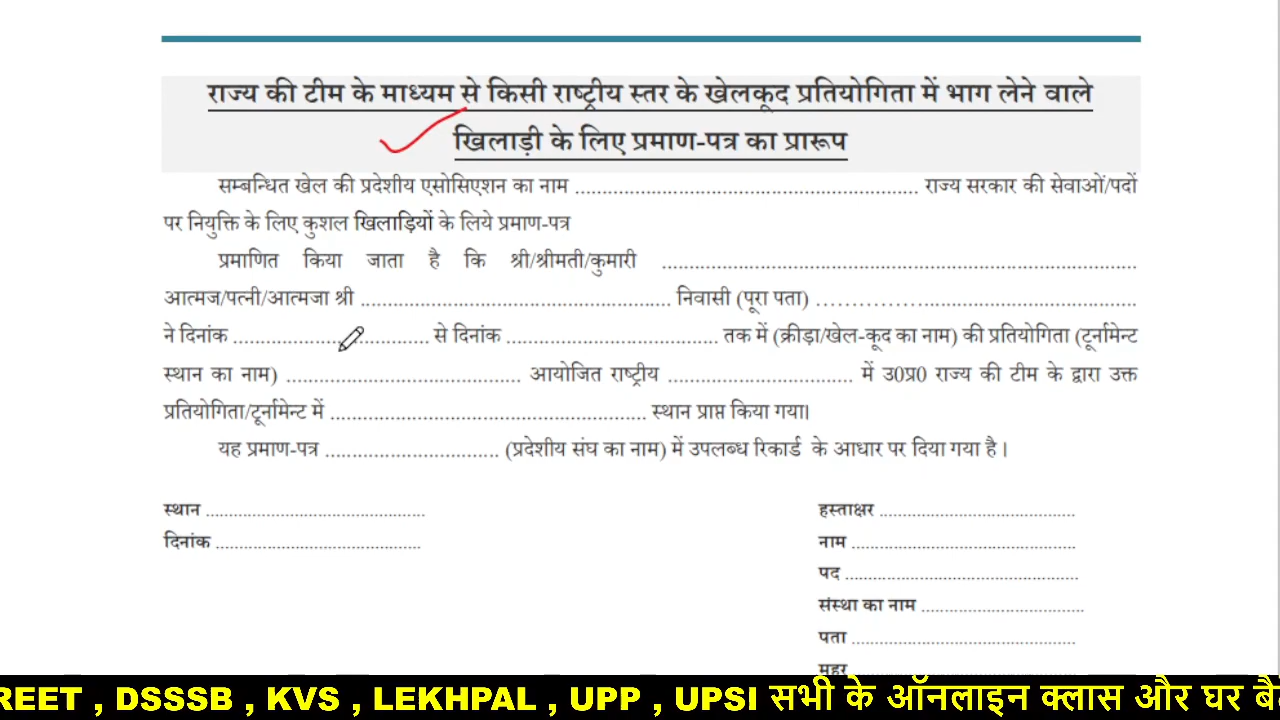 राज्य की टीम के माध्यम से किसी राष्ट्रीय स्तर के खेलकूद प्रतियोगिता में भाग लेने वाले
खिलाड़ी के लिए प्रमाण-पत्र का प्रारूप
सम्बन्धित खेल की प्रदेशीय एसोसिएशन का नाम ........................................................ राज्य सरकार की सेवाओं/पदों
पर नियुक्ति के लिए कुशल खिलाड़ियों के लिये प्रमाण-पत्र
प्रमाणित किया जाता है कि श्री/श्रीमती/कुमारी ..............................................................................
आत्मज/पत्नी/आत्मजा श्री .................................................. निवासी (पूरा पता) ....................................................
ने दिनांक ................................ से दिनांक ................................... तक में (क्रीड़ा/खेल-कूद का नाम) की प्रतियोगिता (टूर्नामेन्ट
स्थान का नाम) ...................................... आयोजित राष्ट्रीय .............................. में उ0प्र0 राज्य की टीम के द्वारा उक्त
प्रतियोगिता/टूर्नामेन्ट में .................................................... स्थान प्राप्त किया गया।
यह प्रमाण-पत्र ............................. (प्रदेशीय संघ का नाम) में उपलब्ध रिकार्ड के आधार पर दिया गया है।
स्थान ............................................... हस्ताक्षर ..........................................
दिनांक ............................................ नाम ................................................
पद ..................................................
संस्था का नाम ...................................
पता ................................................
मुहर
REET , DSSSB , KVS , LEKHPAL , UPP , UPSI सभी के ऑनलाइन क्लास और घर बै